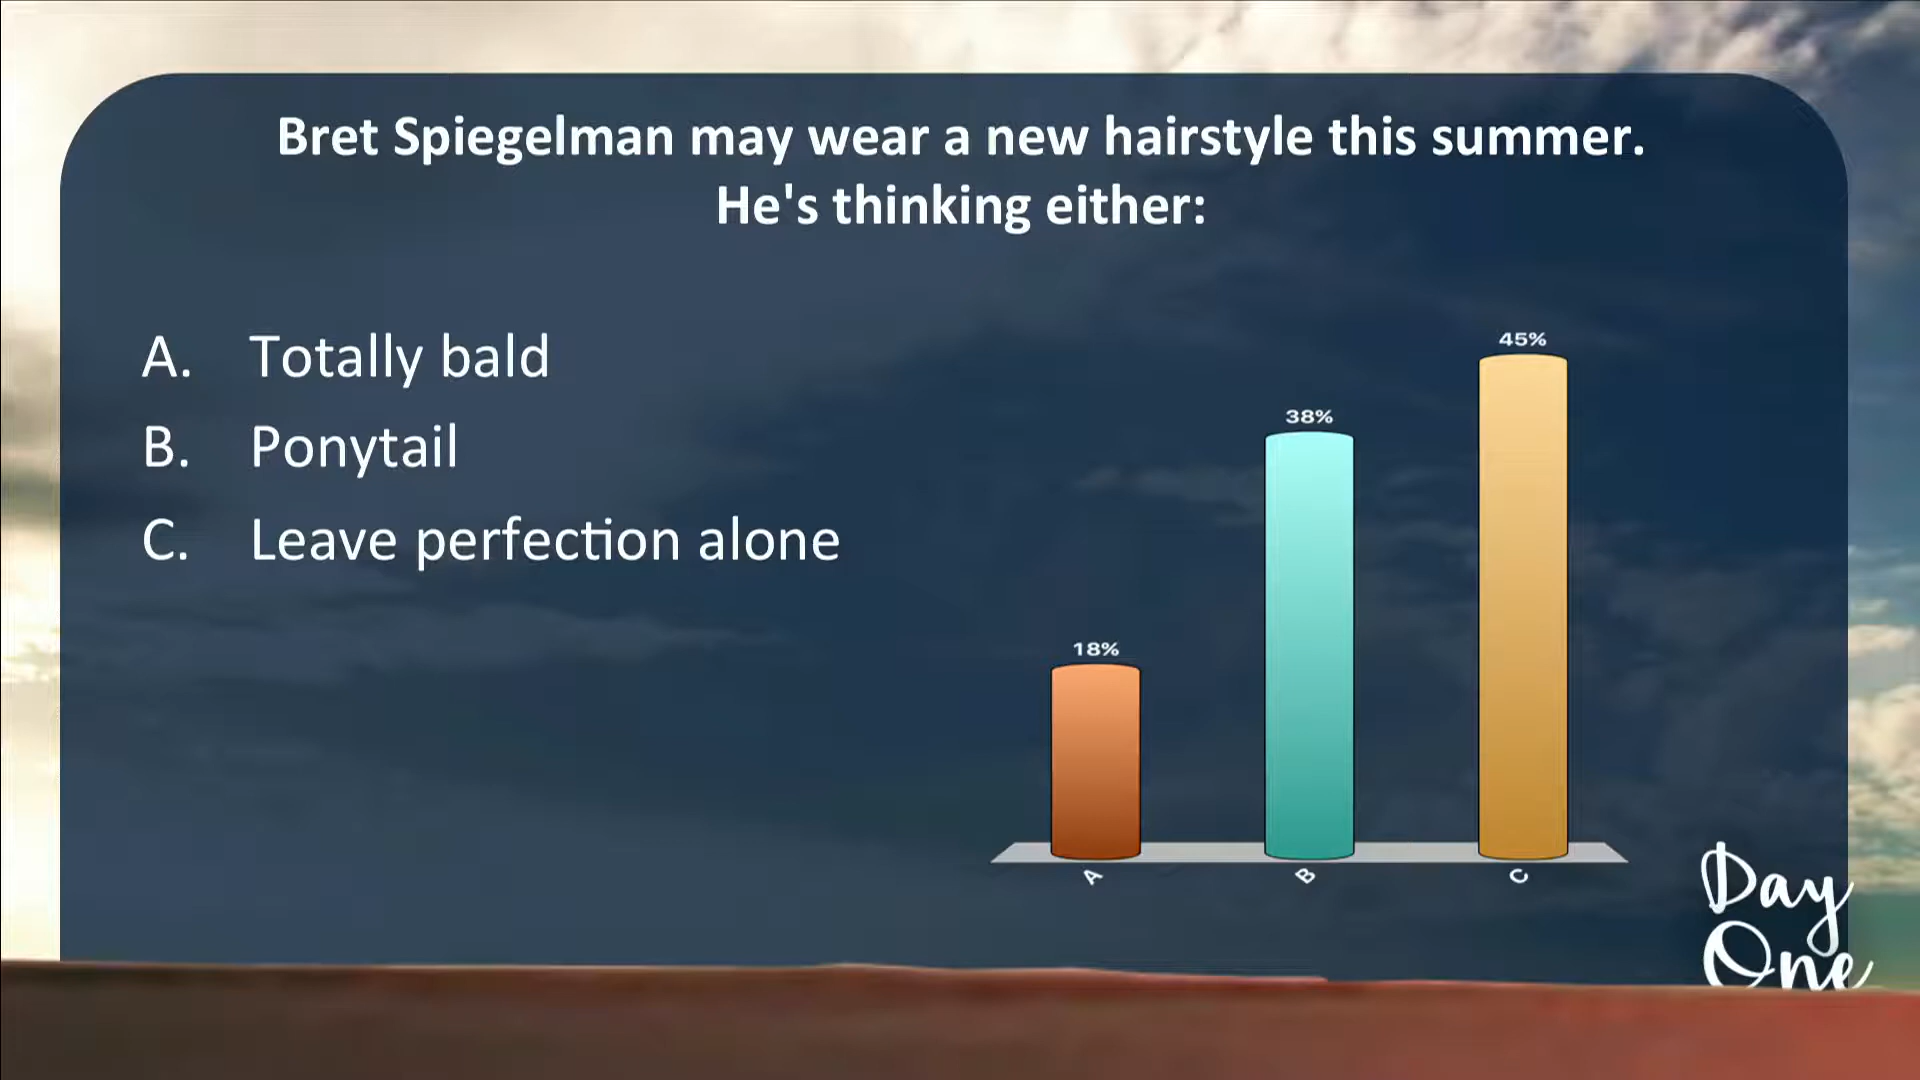 Bret Spiegelman may wear a new hairstyle this summer.
He's thinking either:
A. Totally bald
B. Ponytail
C. Leave perfection alone
18%
38%
45%
A
B
C
Day
One